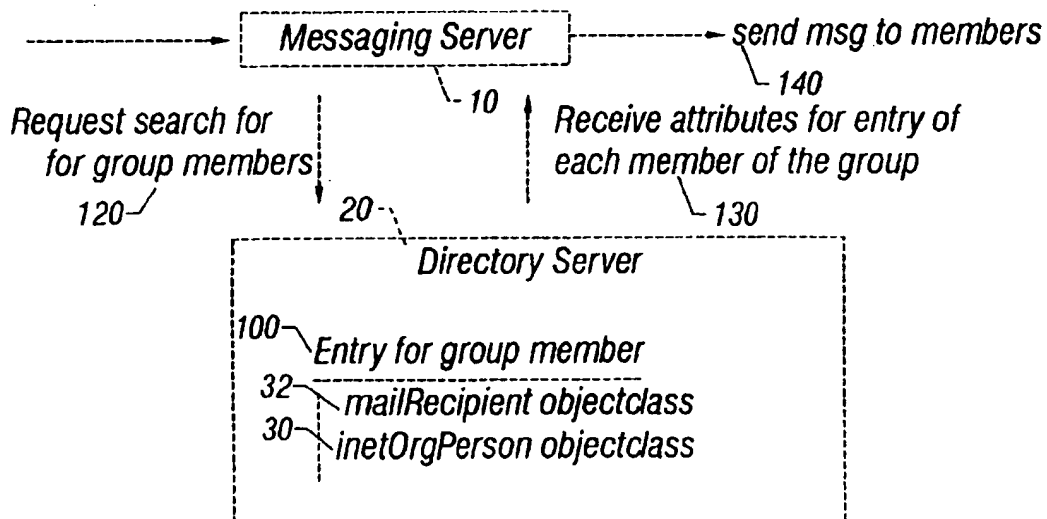 Messaging Server
send msg to members
10
140
Request search for
for group members
120
Receive attributes for entry of
each member of the group
130
20
Directory Server
100
Entry for group member
32
mailRecipient objectclass
30
inetOrgPerson objectclass